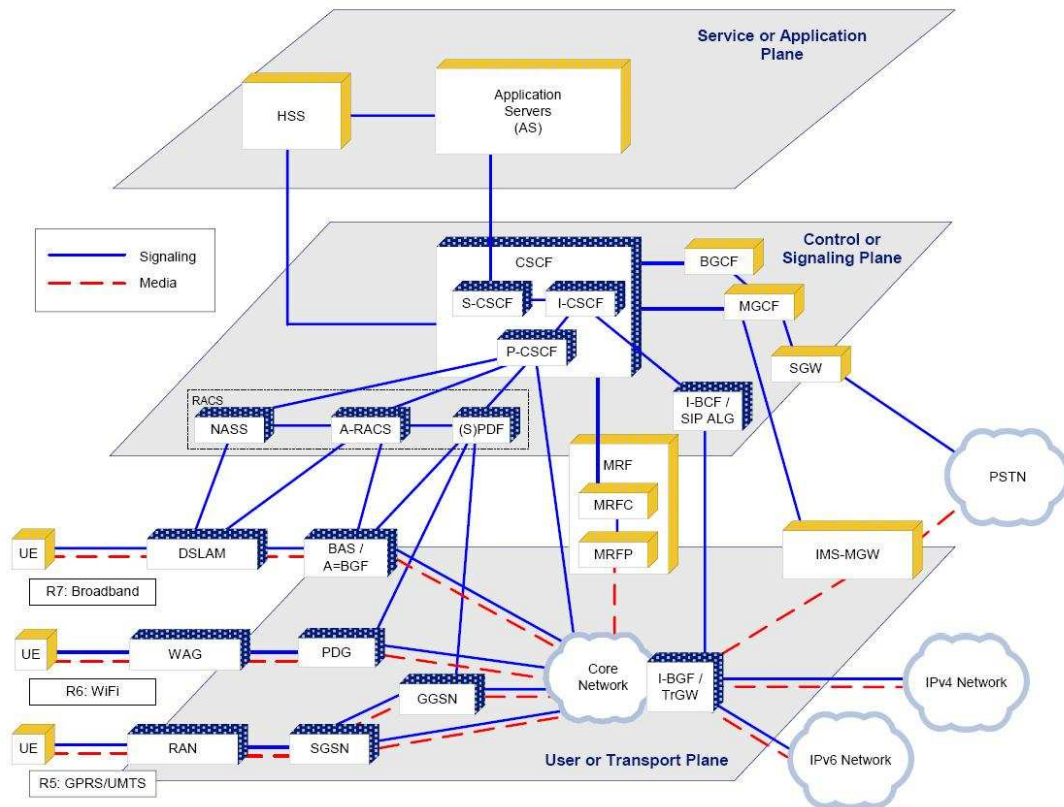 Service or Application
Plane
HSS
Application
Servers
(AS)
Signaling
Media
Control or
Signaling Plane
CSCF
BGCF
S-CSCF
I-CSCF
MGCF
P-CSCF
SGW
I-BCF /
SIP ALG
RACS
NASS
A-RACS
(S)PDF
MRF
MRFC
MRFP
PSTN
IMS-MGW
UE
DSLAM
BAS /
A=BGF
R7: Broadband
UE
WAG
PDG
R6: WiFi
Core
Network
I-BGF /
TrGW
IPv4 Network
GGSN
UE
RAN
SGSN
R5: GPRS/UMTS
User or Transport Plane
IPv6 Network